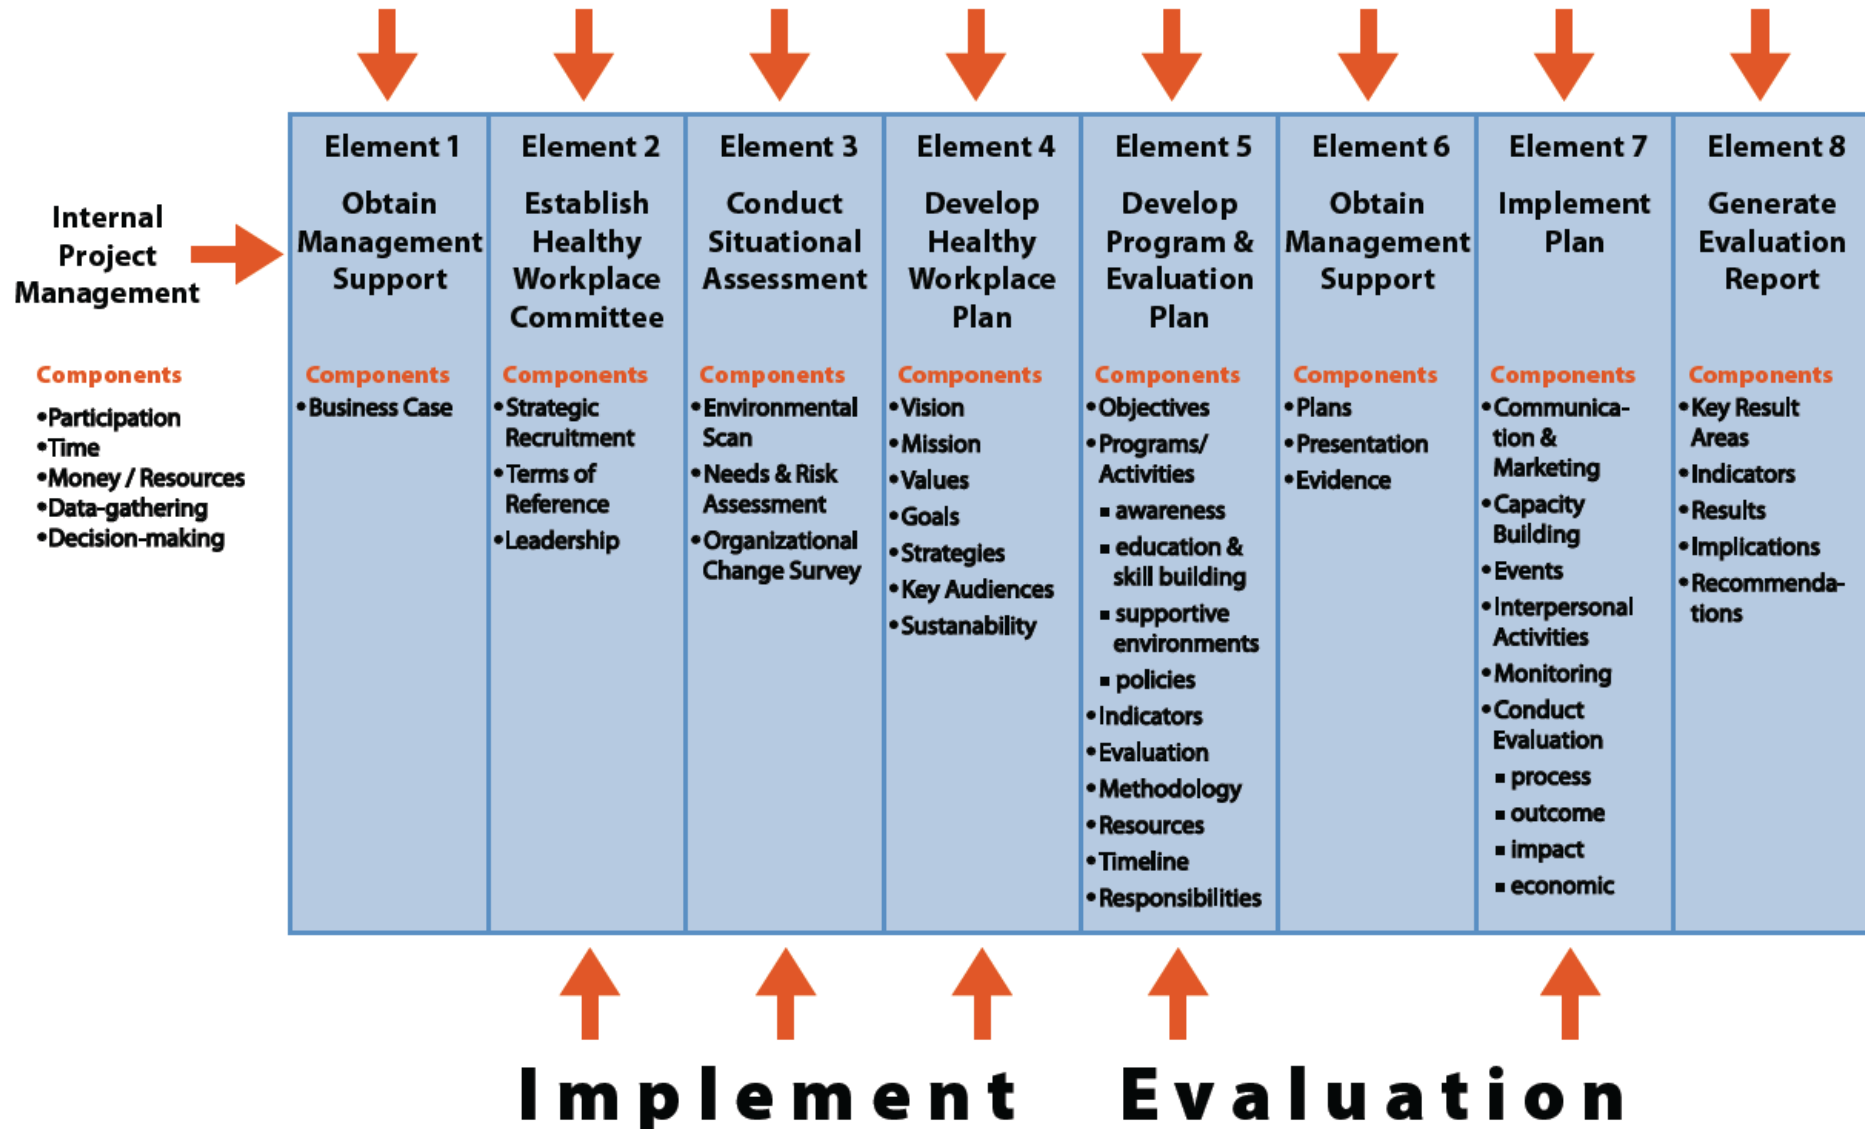 Internal
Project
Management
Components
•Participation
•Time
•Money / Resources
•Data-gathering
•Decision-making
Element 1
Obtain
Management
Support
Components
•Business Case
Element 2
Establish
Healthy
Workplace
Committee
Components
•Strategic
Recruitment
•Terms of
Reference
•Leadership
Element 3
Conduct
Situational
Assessment
Components
•Environmental
Scan
•Needs & Risk
Assessment
•Organizational
Change Survey
Element 4
Develop
Healthy
Workplace
Plan
Components
•Vision
•Mission
•Values
•Goals
•Strategies
•Key Audiences
•Sustanability
Element 5
Develop
Program &
Evaluation
Plan
Components
•Objectives
•Programs/
Activities
▪ awareness
▪ education &
skill building
▪ supportive
environments
▪ policies
•Indicators
•Evaluation
•Methodology
•Resources
•Timeline
•Responsibilities
Element 6
Obtain
Management
Support
Components
•Plans
•Presentation
•Evidence
Element 7
Implement
Plan
Components
•Communica-
tion &
Marketing
•Capacity
Building
•Events
•Interpersonal
Activities
•Monitoring
•Conduct
Evaluation
▪ process
▪ outcome
▪ impact
▪ economic
Element 8
Generate
Evaluation
Report
Components
•Key Result
Areas
•Indicators
•Results
•Implications
•Recommenda-
tions
Implement Evaluation